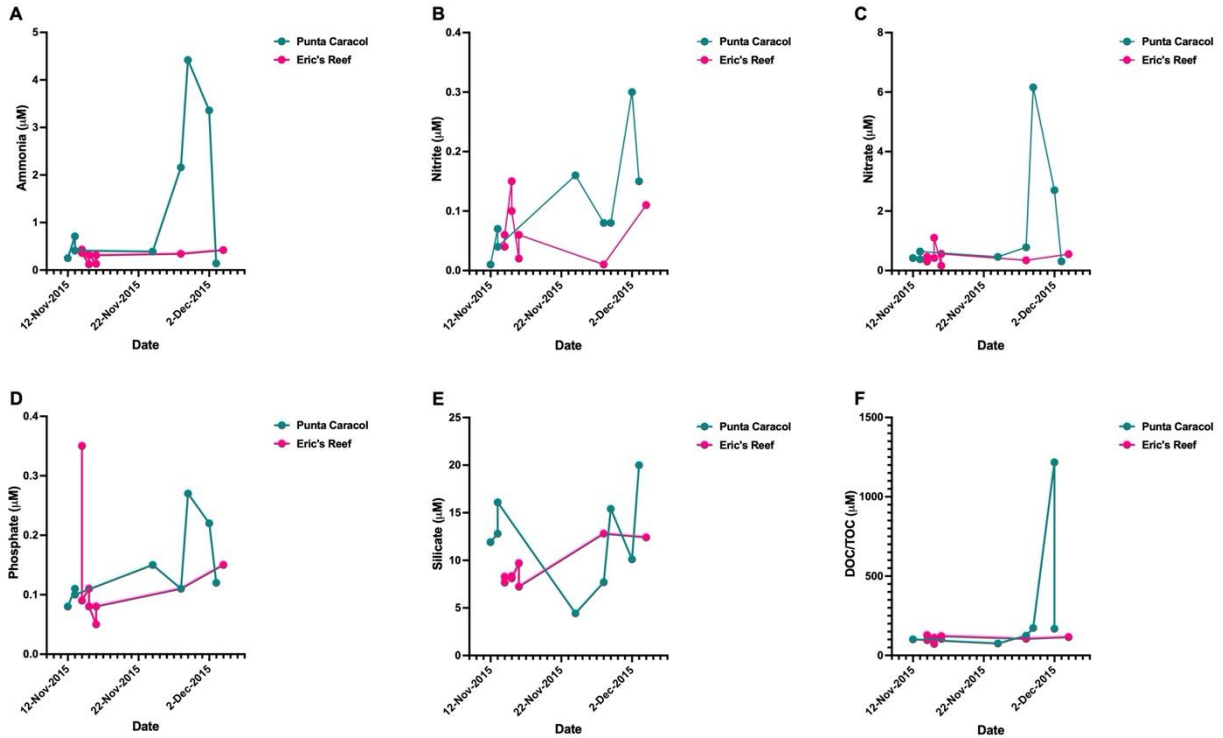 A
Ammonia (μM)
5
4
3
2
1
0
12-Nov-2015
22-Nov-2015
2-Dec-2015
Date
Punta Caracol
Eric's Reef
B
Nitrite (μM)
0.4
0.3
0.2
0.1
0.0
12-Nov-2015
22-Nov-2015
2-Dec-2015
Date
Punta Caracol
Eric's Reef
C
Nitrate (μM)
8
6
4
2
0
12-Nov-2015
22-Nov-2015
2-Dec-2015
Date
Punta Caracol
Eric's Reef
D
Phosphate (μM)
0.4
0.3
0.2
0.1
0.0
12-Nov-2015
22-Nov-2015
2-Dec-2015
Date
Punta Caracol
Eric's Reef
E
Silicate (μM)
25
20
15
10
5
0
12-Nov-2015
22-Nov-2015
2-Dec-2015
Date
Punta Caracol
Eric's Reef
F
DOC/TOC (μM)
1500
1000
500
0
12-Nov-2015
22-Nov-2015
2-Dec-2015
Date
Punta Caracol
Eric's Reef